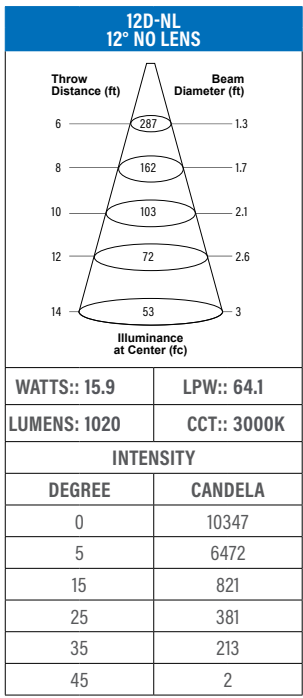 12D-NL
12° NO LENS
Throw Distance (ft)
Beam Diameter (ft)
6 287 1.3
8 162 1.7
10 103 2.1
12 72 2.6
14 53 3
Illuminance
at Center (fc)
WATTS:: 15.9 LPW:: 64.1
LUMENS: 1020 CCT:: 3000K
INTENSITY
DEGREE CANDELA
0 10347
5 6472
15 821
25 381
35 213
45 2